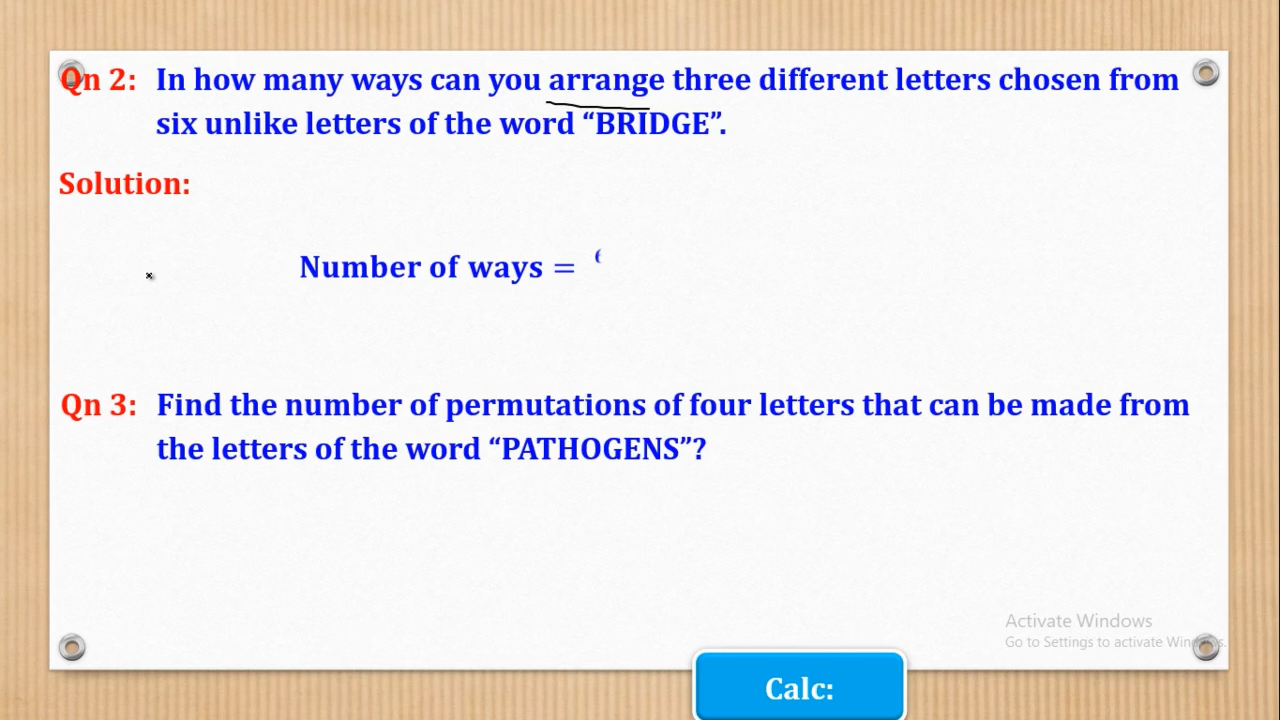 Qn 2: In how many ways can you arrange three different letters chosen from
six unlike letters of the word “BRIDGE”.
Solution:
Number of ways =
Qn 3: Find the number of permutations of four letters that can be made from
the letters of the word “PATHOGENS”?
Activate Windows
Go to Settings to activate Windows.
Calc: